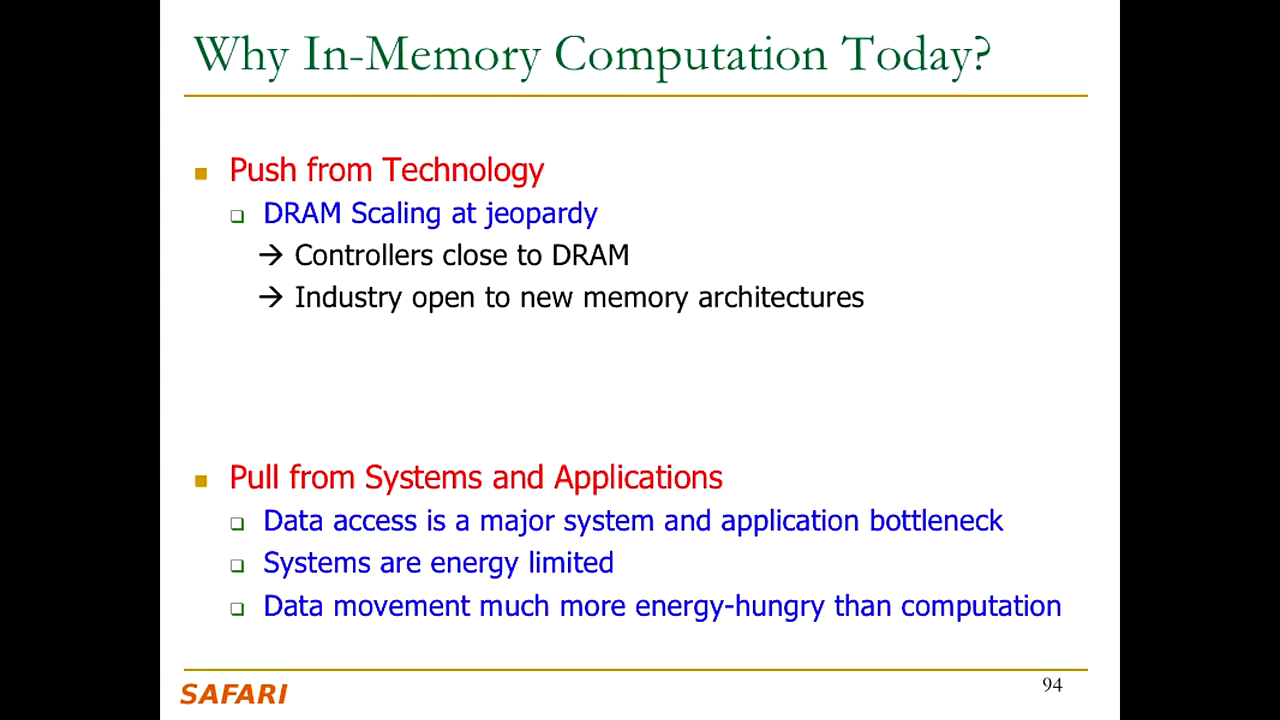 Why In-Memory Computation Today?
Push from Technology
DRAM Scaling at jeopardy
→ Controllers close to DRAM
→ Industry open to new memory architectures
Pull from Systems and Applications
Data access is a major system and application bottleneck
Systems are energy limited
Data movement much more energy-hungry than computation
SAFARI
94